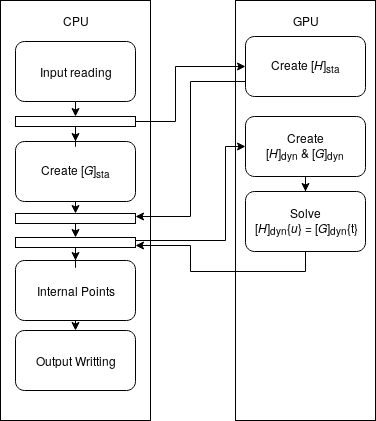 CPU
GPU
Input reading
Create [H]sta
Create [G]sta
Create
[H]dyn & [G]dyn
Solve
[H]dyn{u} = [G]dyn{t}
Internal Points
Output Writting